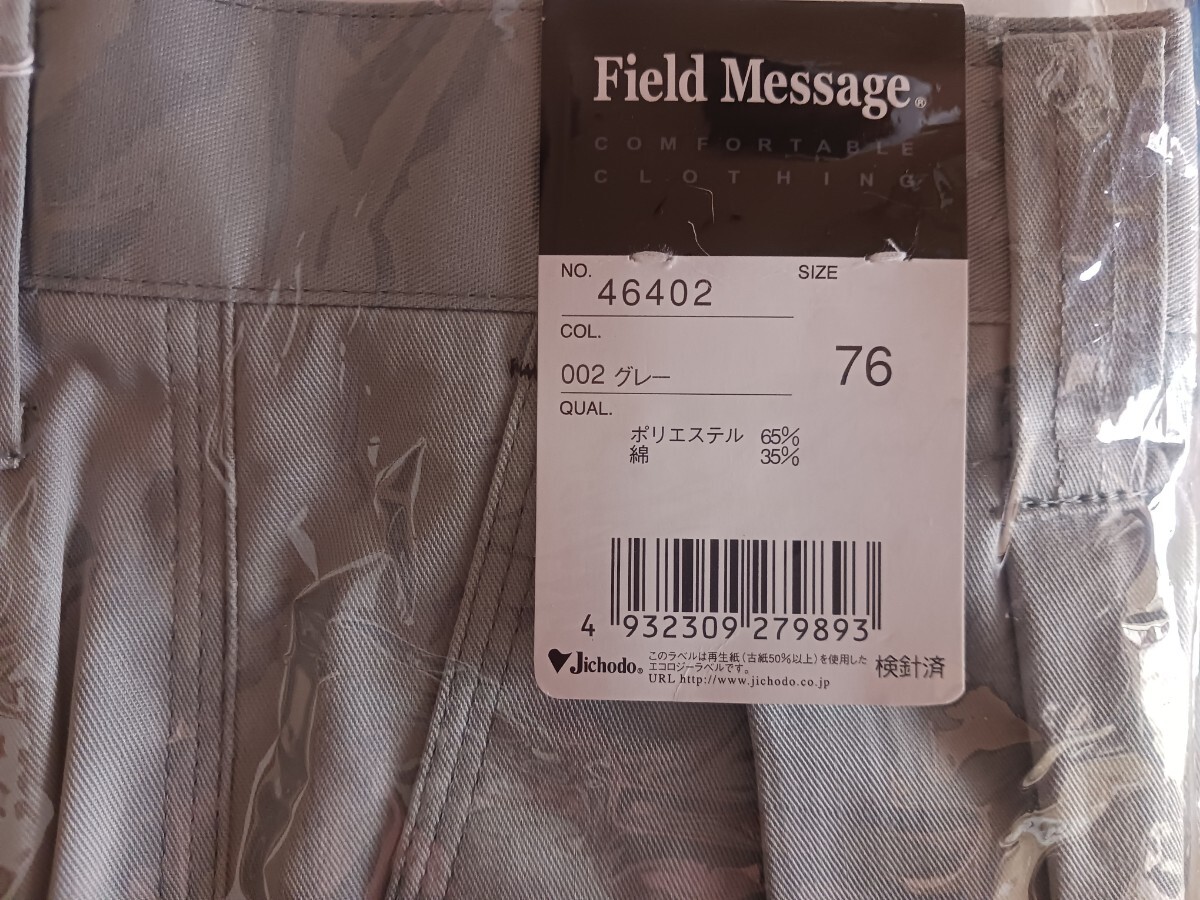 Field Message®
COMFORTABLE
CLOTHING
NO. 46402
SIZE
76
COL.
002 グレー
QUAL.
ポリエステル 65%
綿 35%
4 932309 279893
Jichodo®
このラベルは再生紙(古紙50%以上)を使用した
エコロジーラベルです。
URL http://www.jichodo.co.jp
検針済